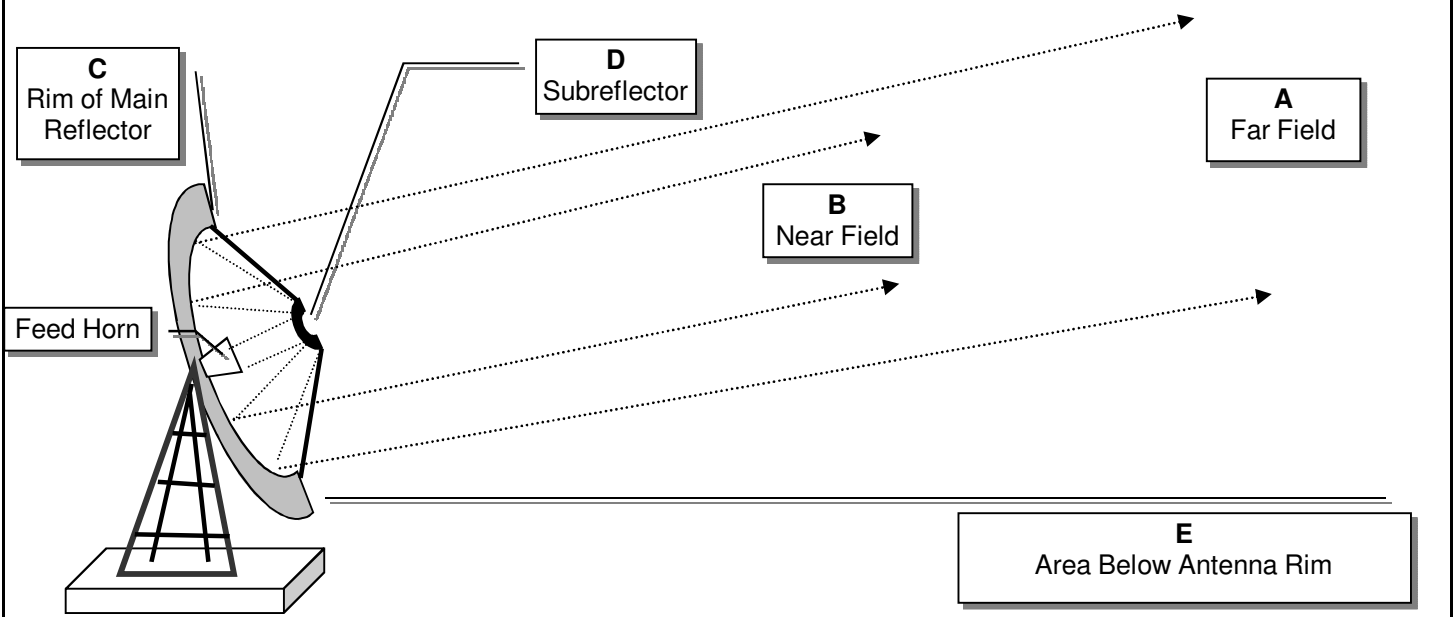 C
Rim of Main
Reflector
D
Subreflector
A
Far Field
B
Near Field
Feed Horn
E
Area Below Antenna Rim